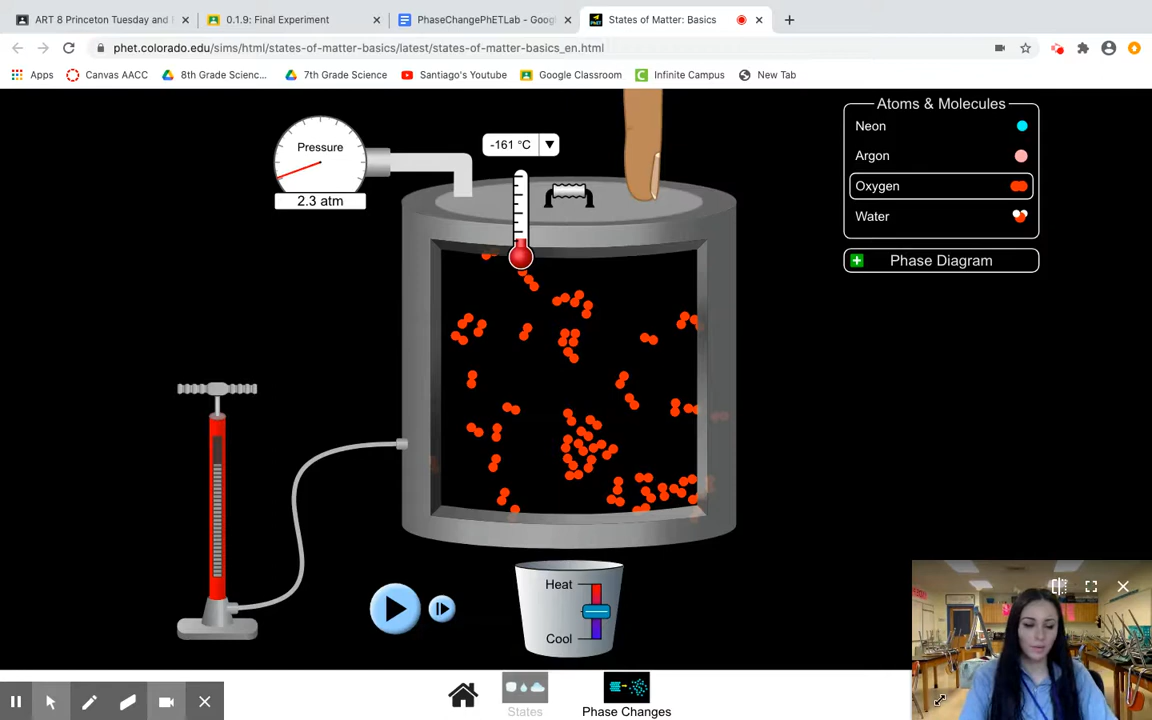 ART 8 Princeton Tuesday and
0.1.9: Final Experiment
PhaseChangePhETLab - Goog
States of Matter: Basics
phet.colorado.edu/sims/html/states-of-matter-basics/latest/states-of-matter-basics_en.html
Apps
Canvas AACC
8th Grade Scienc...
7th Grade Science
Santiago's Youtube
Google Classroom
Infinite Campus
New Tab
Pressure
2.3 atm
-161 °C
Atoms & Molecules
Neon
Argon
Oxygen
Water
Phase Diagram
Heat
Cool
States
Phase Changes